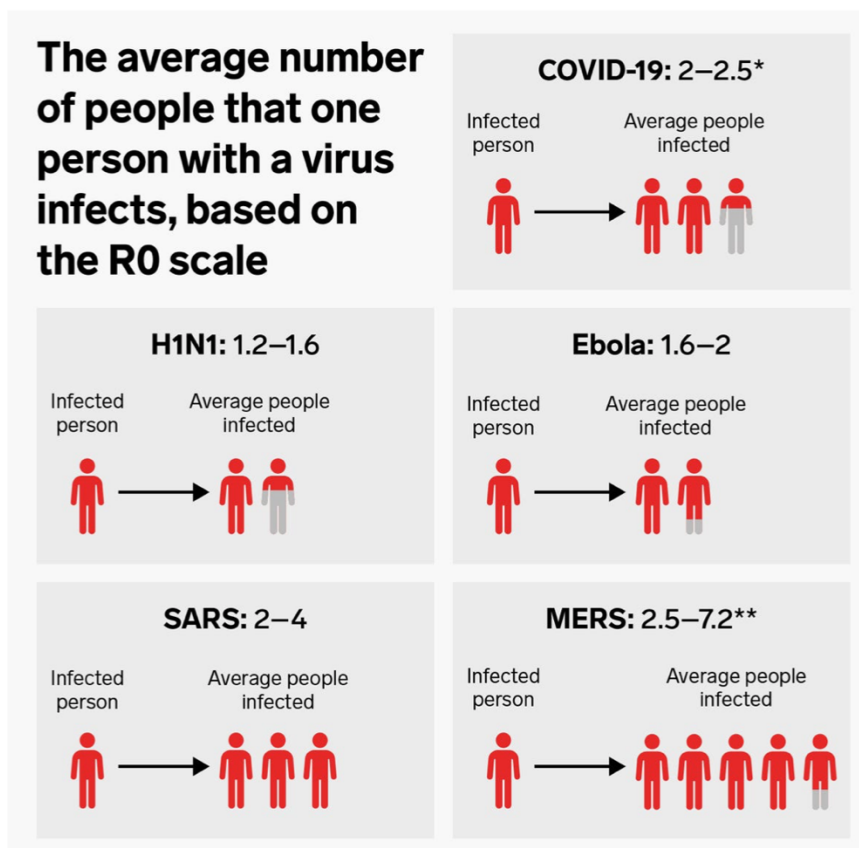 The average number
of people that one
person with a virus
infects, based on
the R0 scale
COVID-19: 2–2.5*
Infected
person
Average people
infected
H1N1: 1.2–1.6
Infected
person
Average people
infected
Ebola: 1.6–2
Infected
person
Average people
infected
SARS: 2–4
Infected
person
Average people
infected
MERS: 2.5–7.2**
Infected
person
Average people
infected